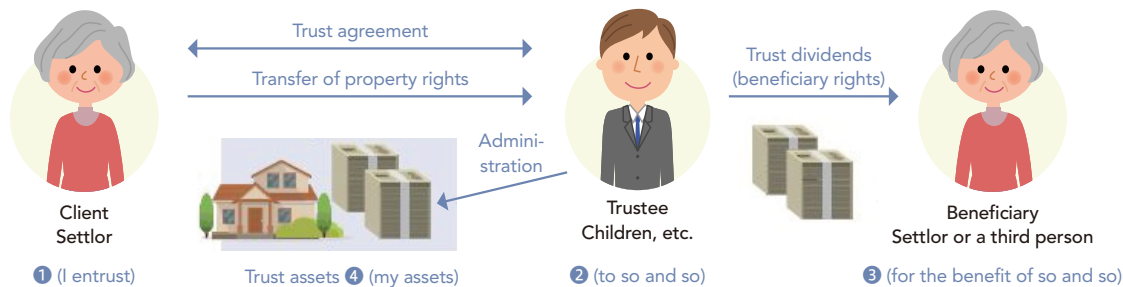 Trust agreement
Transfer of property rights
Trust dividends
(beneficiary rights)
Admini-
stration
Client
Settlor
Trustee
Children, etc.
Beneficiary
Settlor or a third person
❶ (I entrust)
Trust assets ❹ (my assets)
❷ (to so and so)
❸ (for the benefit of so and so)